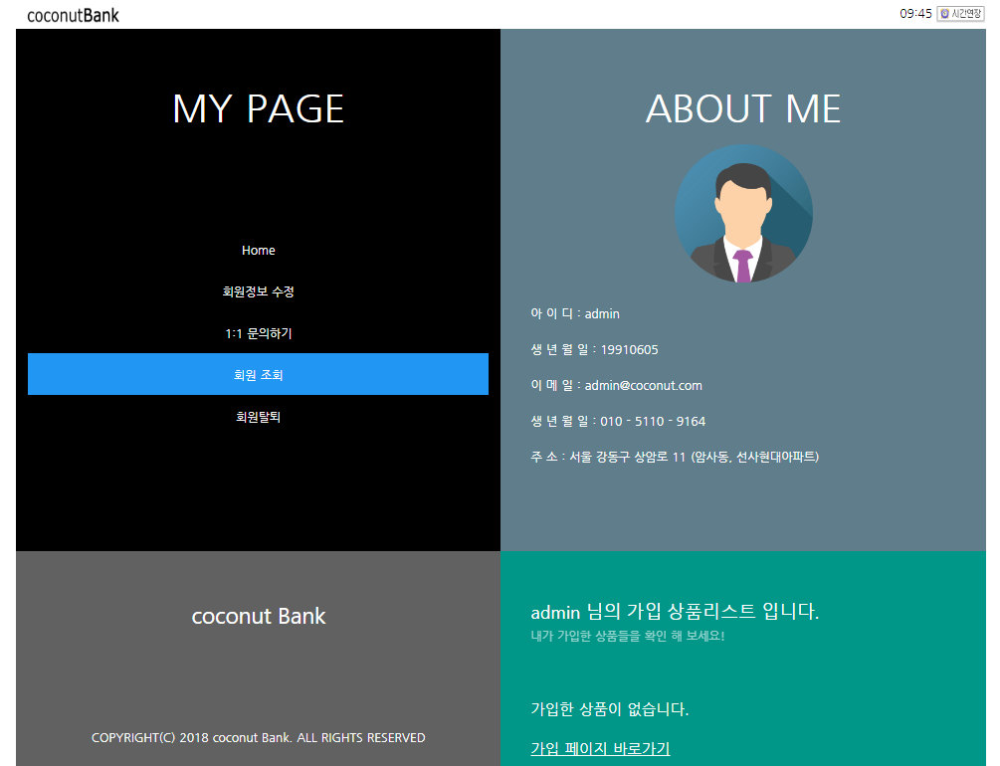 coconutBank
09:45 시간연장
MY PAGE
Home
회원정보 수정
1:1 문의하기
회원 조회
회원탈퇴
ABOUT ME
아 이 디 : admin
생 년 월 일 : 19910605
이 메 일 : admin@coconut.com
생 년 월 일 : 010 - 5110 - 9164
주 소 : 서울 강동구 상암로 11 (암사동, 선사현대아파트)
coconut Bank
COPYRIGHT(C) 2018 coconut Bank. ALL RIGHTS RESERVED
admin 님의 가입 상품리스트 입니다.
내가 가입한 상품들을 확인 해 보세요!
가입한 상품이 없습니다.
가입 페이지 바로가기